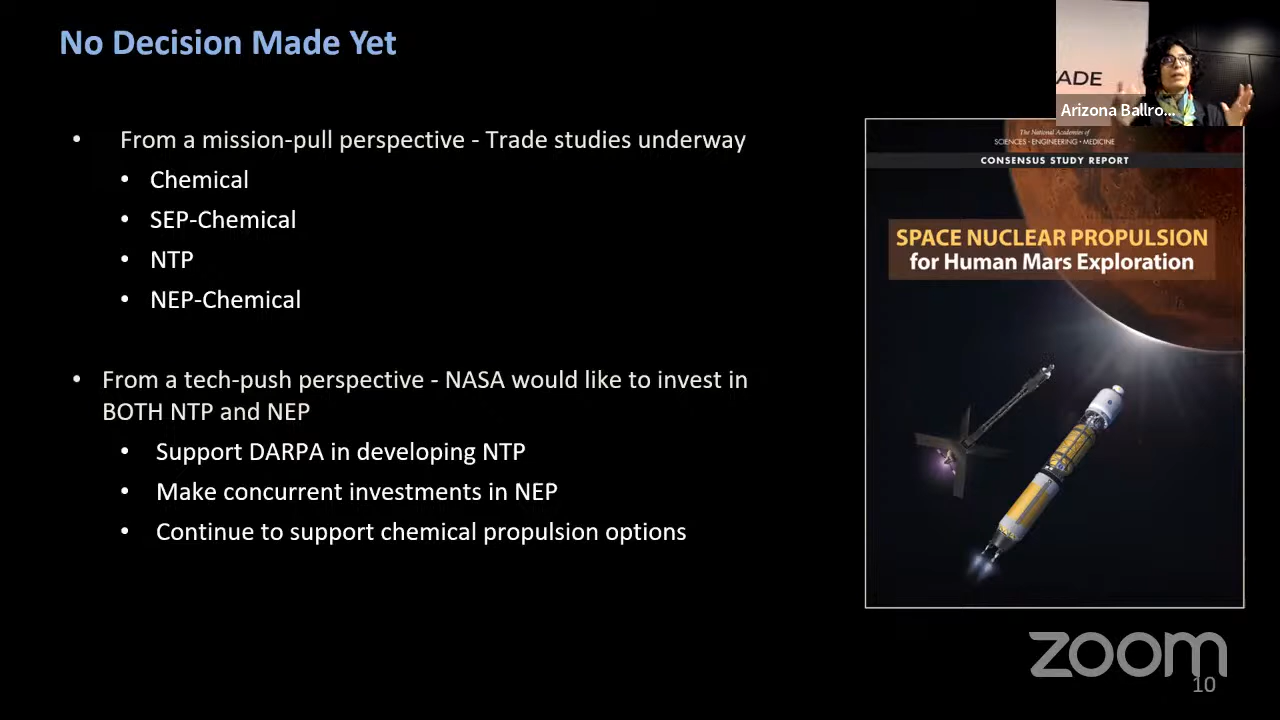 No Decision Made Yet
ADE
Arizona Ballro...
• From a mission-pull perspective - Trade studies underway
• Chemical
• SEP-Chemical
• NTP
• NEP-Chemical
• From a tech-push perspective - NASA would like to invest in
BOTH NTP and NEP
• Support DARPA in developing NTP
• Make concurrent investments in NEP
• Continue to support chemical propulsion options
The National Academies of
SCIENCES • ENGINEERING • MEDICINE
CONSENSUS STUDY REPORT
SPACE NUCLEAR PROPULSION
for Human Mars Exploration
zoom
10